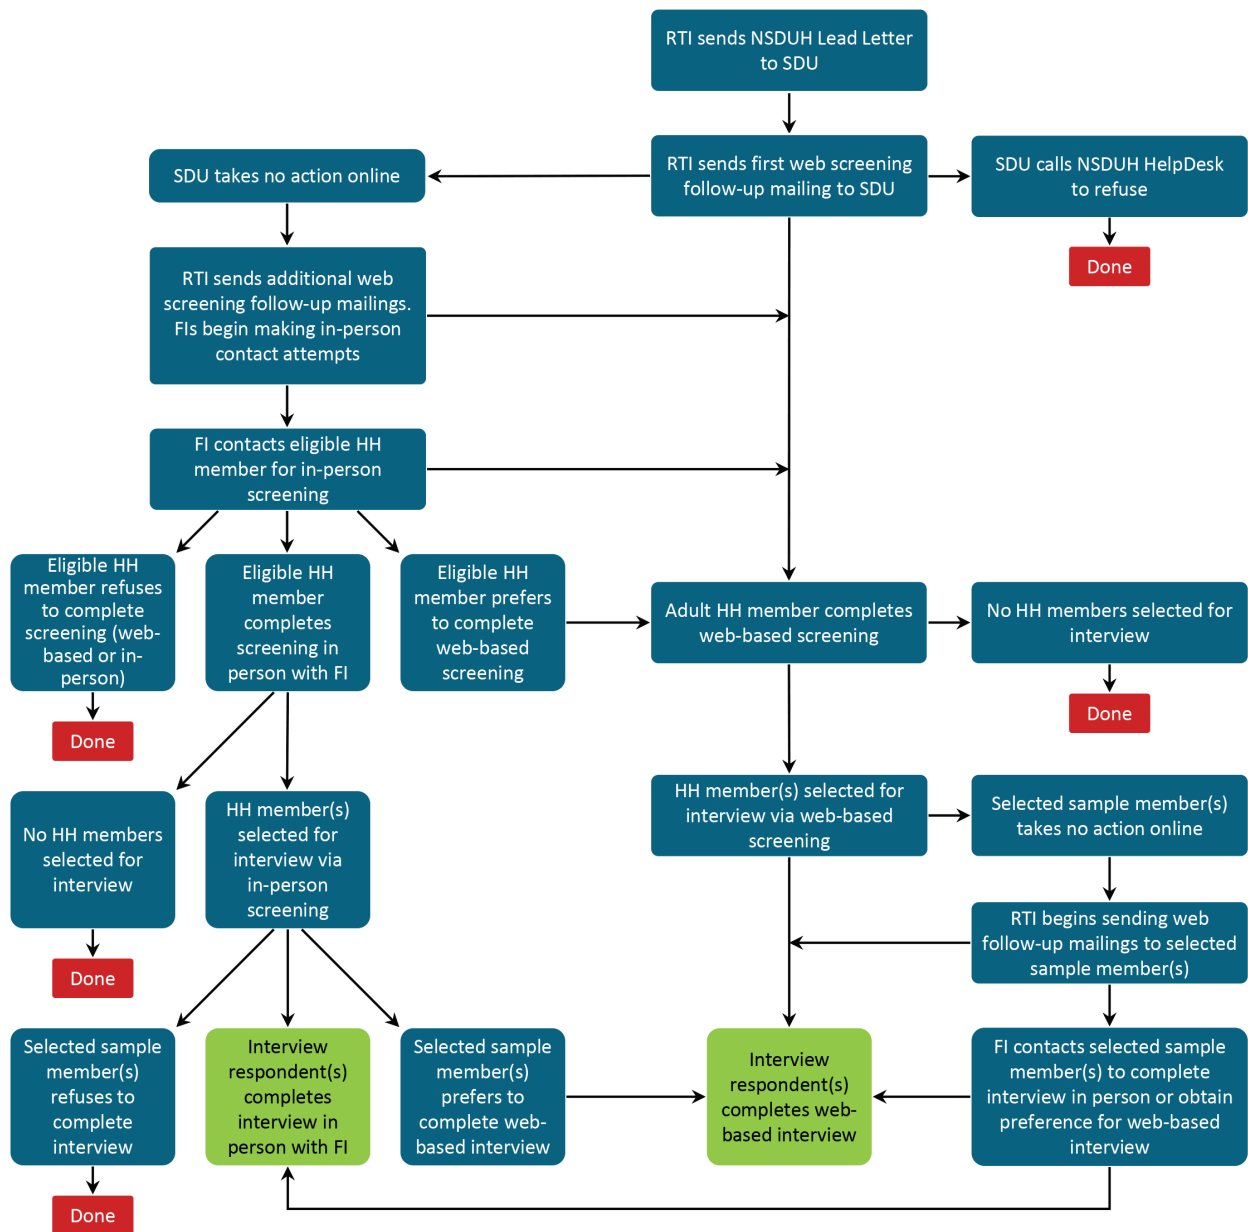 RTI sends NSDUH Lead Letter
to SDU
SDU takes no action online
RTI sends first web screening
follow-up mailing to SDU
SDU calls NSDUH HelpDesk
to refuse
Done
RTI sends additional web
screening follow-up mailings.
FIs begin making in-person
contact attempts
FI contacts eligible HH
member for in-person
screening
Eligible HH
member refuses
to complete
screening (web-
based or in-
person)
Eligible HH
member
completes
screening in
person with FI
Eligible HH
member prefers
to complete
web-based
screening
Adult HH member completes
web-based screening
No HH members selected for
interview
Done
Done
No HH members
selected for
interview
HH member(s)
selected for
interview via
in-person
screening
HH member(s) selected for
interview via web-based
screening
Selected sample member(s)
takes no action online
RTI begins sending web
follow-up mailings to selected
sample member(s)
Done
Selected sample
member(s)
refuses to
complete
interview
Interview
respondent(s)
completes
interview in
person with FI
Selected sample
member(s)
prefers to
complete web-
based interview
Interview
respondent(s)
completes web-
based interview
FI contacts selected sample
member(s) to complete
interview in person or obtain
preference for web-based
interview
Done